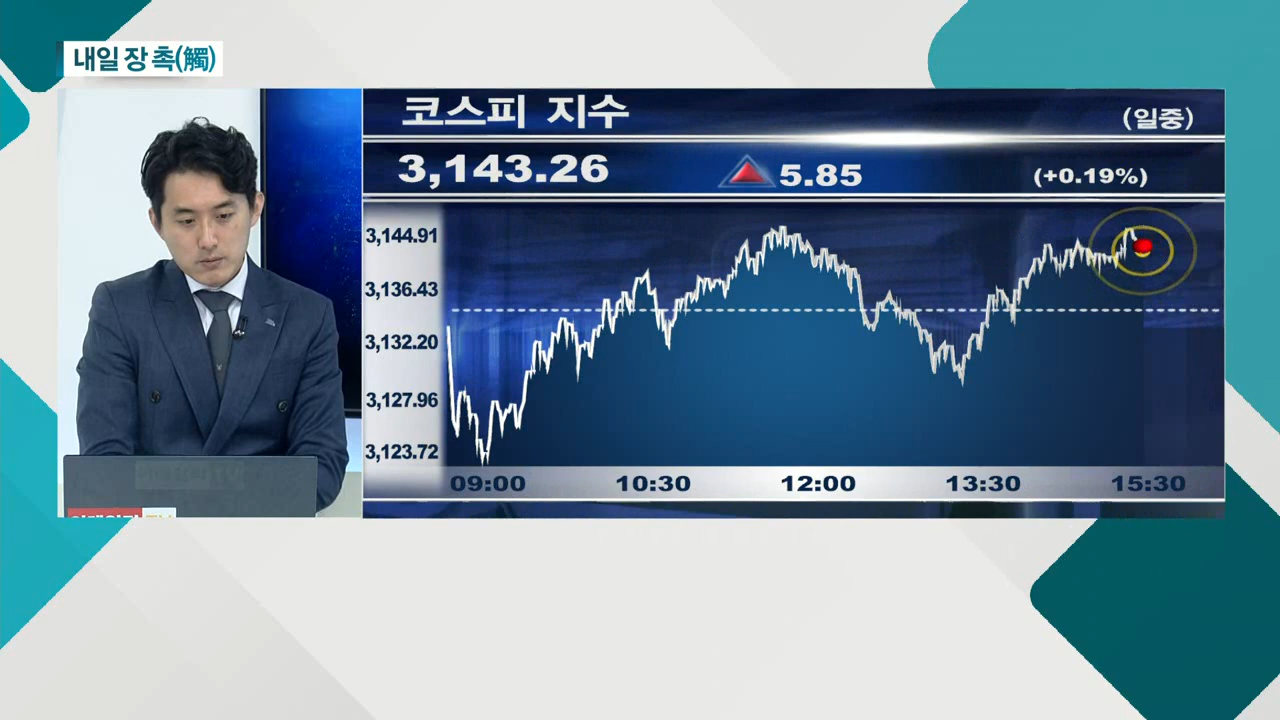 내일 장 촉(觸)
코스피 지수
(일중)
3,143.26 5.85 (+0.19%)
3,144.91
3,136.43
3,132.20
3,127.96
3,123.72
09:00 10:30 12:00 13:30 15:30